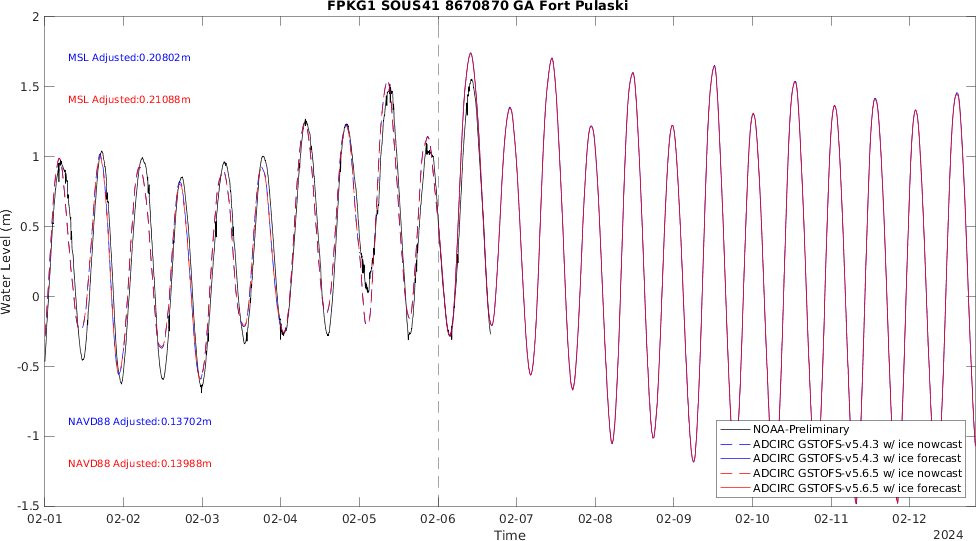 FPKG1 SOUS41 8670870 GA Fort Pulaski
2
1.5
1
0.5
0
-0.5
-1
-1.5
Water Level (m)
MSL Adjusted:0.20802m
MSL Adjusted:0.21088m
NAVD88 Adjusted:0.13702m
NAVD88 Adjusted:0.13988m
NOAA-Preliminary
ADCIRC GSTOFS-v5.4.3 w/ ice nowcast
ADCIRC GSTOFS-v5.4.3 w/ ice forecast
ADCIRC GSTOFS-v5.6.5 w/ ice nowcast
ADCIRC GSTOFS-v5.6.5 w/ ice forecast
02-01 02-02 02-03 02-04 02-05 02-06 02-07 02-08 02-09 02-10 02-11 02-12
Time
2024